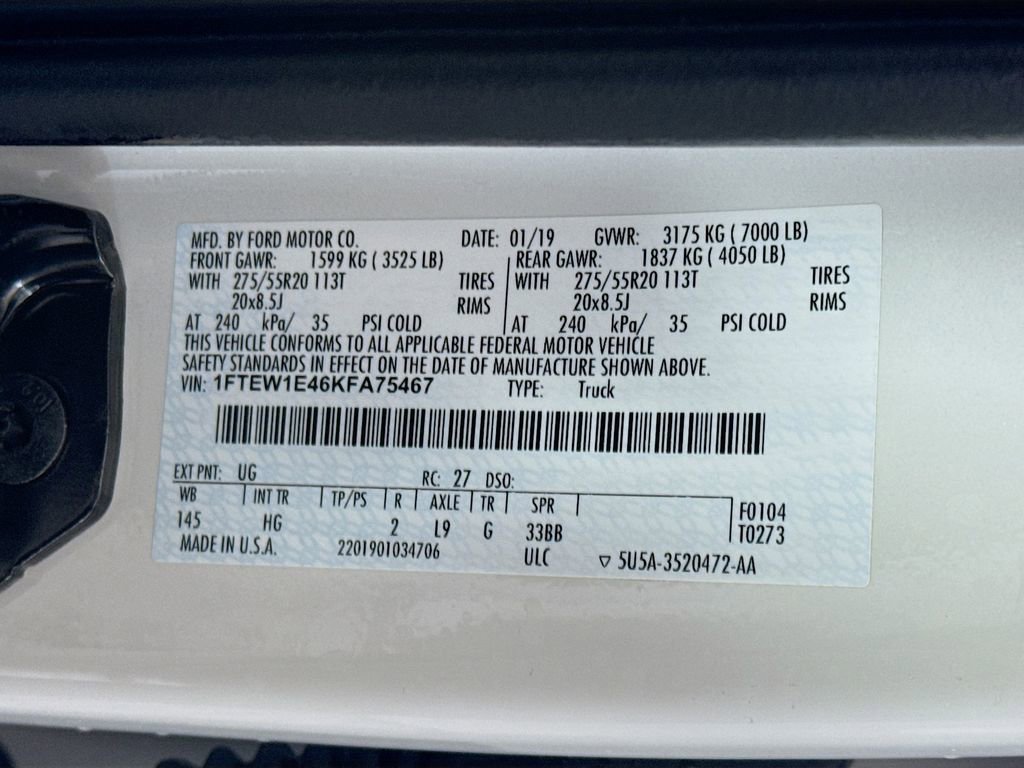 MFD. BY FORD MOTOR CO. DATE: 01/19 GVWR: 3175 KG ( 7000 LB)
FRONT GAWR: 1599 KG ( 3525 LB) REAR GAWR: 1837 KG ( 4050 LB)
WITH 275/55R20 113T TIRES WITH 275/55R20 113T TIRES
20x8.5J RIMS 20x8.5J RIMS
AT 240 kPa/ 35 PSI COLD AT 240 kPa/ 35 PSI COLD
THIS VEHICLE CONFORMS TO ALL APPLICABLE FEDERAL MOTOR VEHICLE
SAFETY STANDARDS IN EFFECT ON THE DATE OF MANUFACTURE SHOWN ABOVE.
VIN: 1FTEW1E46KFA75467 TYPE: Truck
EXT PNT: UG RC: 27 DSO:
WB INT TR TP/PS R AXLE TR SPR F0104
145 HG 2 L9 G 33BB T0273
MADE IN U.S.A. 2201901034706 ULC ▽ 5U5A-3520472-AA